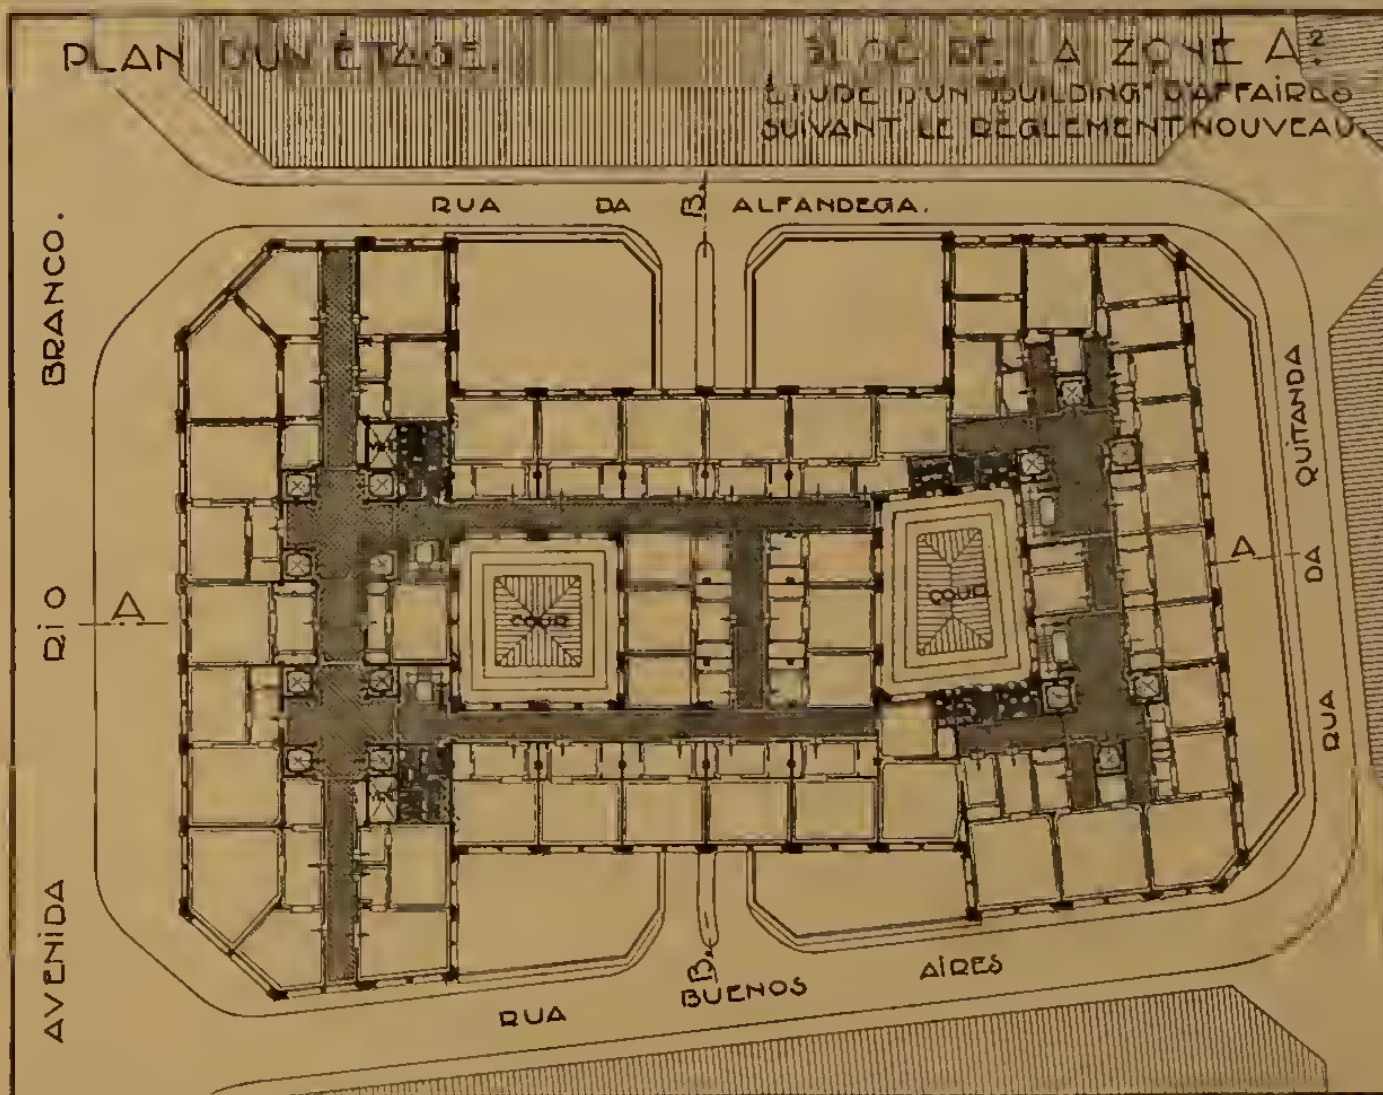 PLAN D'UN ÉTAGE.
BLOC DE LA ZONE A².
ÉTUDE D'UN "BUILDING" D'AFFAIRES
SUIVANT LE RÈGLEMENT NOUVEAU.
RUA DA ALFANDEGA.
B
AVENIDA RIO BRANCO.
RUA DA QUITANDA
A
A
COUR
COUR
B
RUA BUENOS AIRES